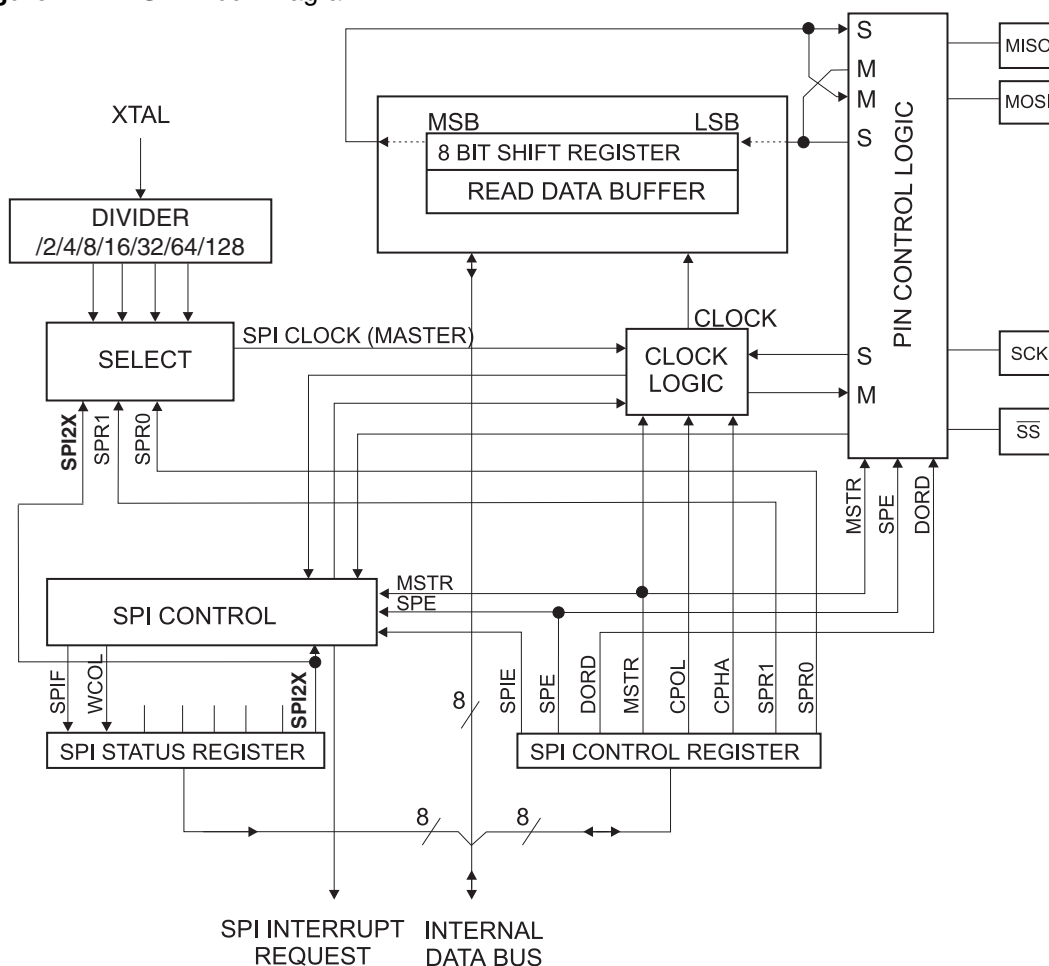 S
MISO
M
MOSI
M
XTAL
MSB
LSB
S
8 BIT SHIFT REGISTER
READ DATA BUFFER
DIVIDER
/2/4/8/16/32/64/128
PIN CONTROL LOGIC
SPI CLOCK (MASTER)
CLOCK
SELECT
CLOCK
LOGIC
S
SCK
M
SPI2X
SPR1
SPR0
SS
MSTR
SPE
DORD
MSTR
SPE
SPI CONTROL
SPIF
WCOL
SPI2X
8
SPIE
SPE
DORD
MSTR
CPOL
CPHA
SPR1
SPR0
SPI STATUS REGISTER
SPI CONTROL REGISTER
8
8
SPI INTERRUPT
REQUEST
INTERNAL
DATA BUS